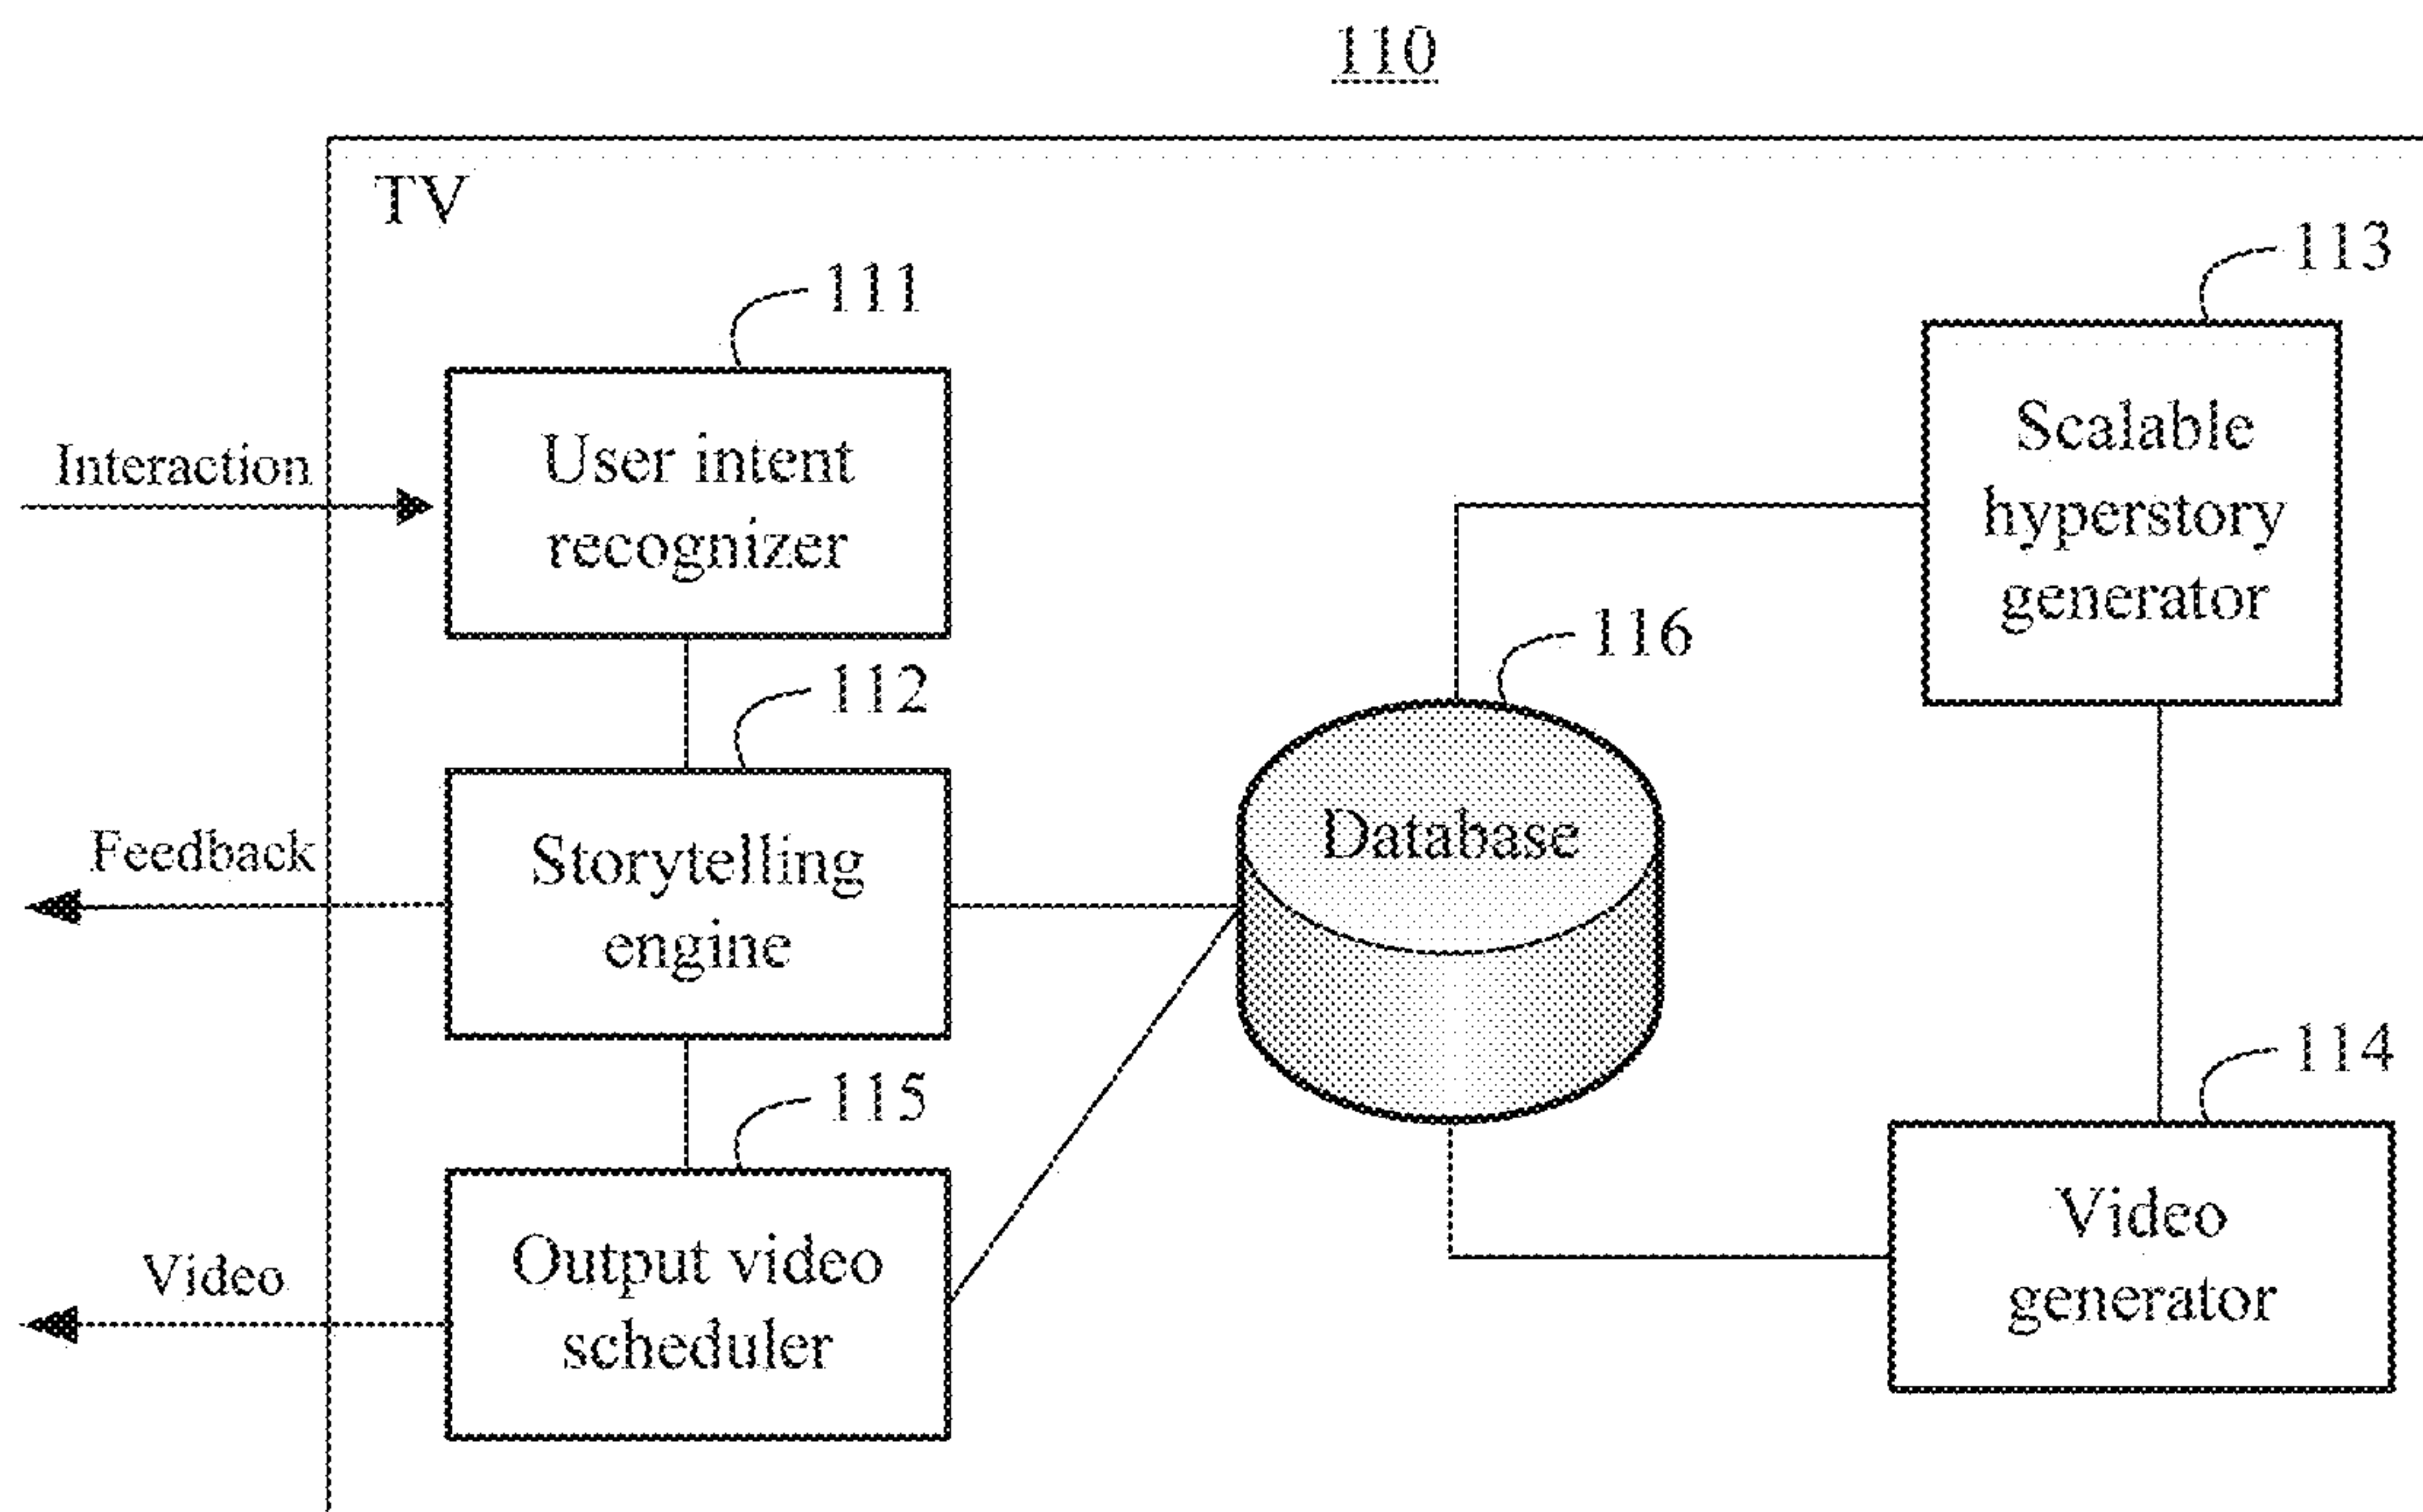 110
TV
111
113
Interaction
User intent
recognizer
Scalable
hyperstory
generator
112
116
Feedback
Storytelling
engine
Database
115
114
Video
Output video
scheduler
Video
generator